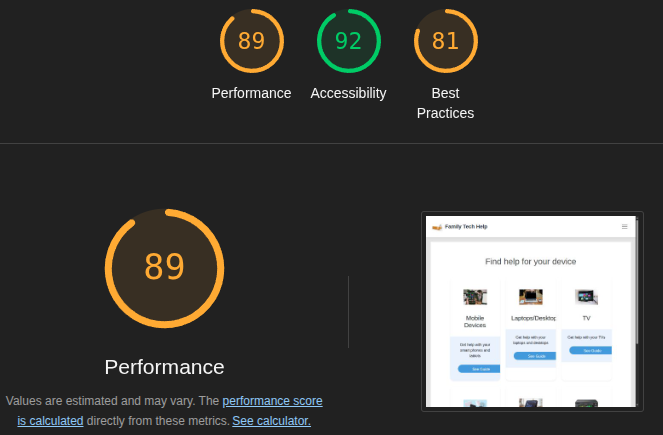 89
92
81
Performance
Accessibility
Best
Practices
89
Performance
Values are estimated and may vary. The performance score
is calculated directly from these metrics. See calculator.
Family Tech Help
Find help for your device
Mobile
Devices
Laptops/Desktop
TV
Get help with your
smart phones and
tablets
See Guide
Get help with your
laptops and desktops
See Guide
Get help with your TVs
See Guide